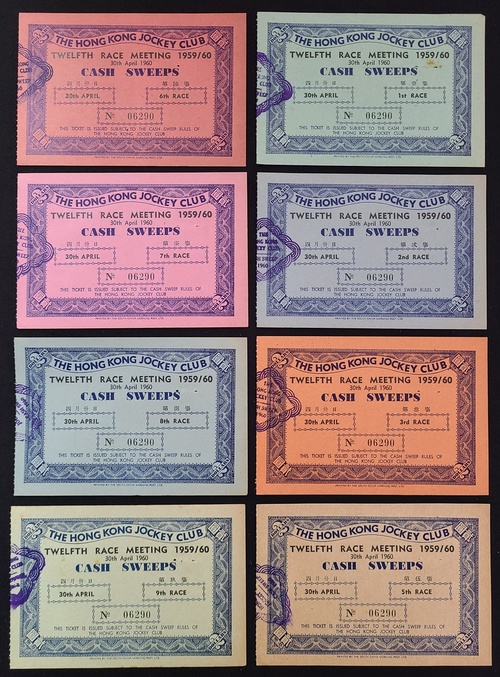 THE HONG KONG JOCKEY CLUB
TWELFTH RACE MEETING 1959/60
30th April 1960
CASH SWEEPS
30th APRIL
6th RACE
No 06290
THIS TICKET IS ISSUED SUBJECT TO THE CASH SWEEP RULES OF
THE HONG KONG JOCKEY CLUB
THE HONG KONG JOCKEY CLUB
TWELFTH RACE MEETING 1959/60
30th April 1960
CASH SWEEPS
30th APRIL
1st RACE
No 06290
THIS TICKET IS ISSUED SUBJECT TO THE CASH SWEEP RULES OF
THE HONG KONG JOCKEY CLUB
THE HONG KONG JOCKEY CLUB
TWELFTH RACE MEETING 1959/60
30th April 1960
CASH SWEEPS
30th APRIL
7th RACE
No 06290
THIS TICKET IS ISSUED SUBJECT TO THE CASH SWEEP RULES OF
THE HONG KONG JOCKEY CLUB
THE HONG KONG JOCKEY CLUB
TWELFTH RACE MEETING 1959/60
30th April 1960
CASH SWEEPS
30th APRIL
2nd RACE
No 06290
THIS TICKET IS ISSUED SUBJECT TO THE CASH SWEEP RULES OF
THE HONG KONG JOCKEY CLUB
THE HONG KONG JOCKEY CLUB
TWELFTH RACE MEETING 1959/60
30th April 1960
CASH SWEEPS
30th APRIL
8th RACE
No 06290
THIS TICKET IS ISSUED SUBJECT TO THE CASH SWEEP RULES OF
THE HONG KONG JOCKEY CLUB
THE HONG KONG JOCKEY CLUB
TWELFTH RACE MEETING 1959/60
30th April 1960
CASH SWEEPS
30th APRIL
3rd RACE
No 06290
THIS TICKET IS ISSUED SUBJECT TO THE CASH SWEEP RULES OF
THE HONG KONG JOCKEY CLUB
THE HONG KONG JOCKEY CLUB
TWELFTH RACE MEETING 1959/60
30th April 1960
CASH SWEEPS
30th APRIL
9th RACE
No 06290
THIS TICKET IS ISSUED SUBJECT TO THE CASH SWEEP RULES OF
THE HONG KONG JOCKEY CLUB
THE HONG KONG JOCKEY CLUB
TWELFTH RACE MEETING 1959/60
30th April 1960
CASH SWEEPS
30th APRIL
5th RACE
No 06290
THIS TICKET IS ISSUED SUBJECT TO THE CASH SWEEP RULES OF
THE HONG KONG JOCKEY CLUB